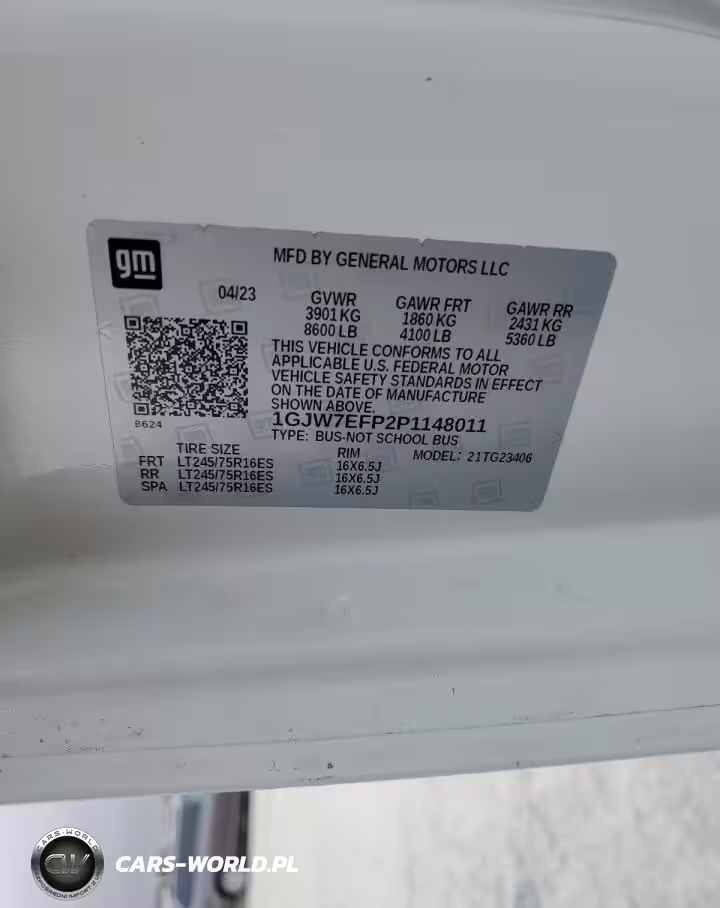 gm
MFD BY GENERAL MOTORS LLC
04/23
GVWR GAWR FRT GAWR RR
3901 KG 1860 KG 2431 KG
8600 LB 4100 LB 5360 LB
THIS VEHICLE CONFORMS TO ALL
APPLICABLE U.S. FEDERAL MOTOR
VEHICLE SAFETY STANDARDS IN EFFECT
ON THE DATE OF MANUFACTURE
SHOWN ABOVE.
8624
1GJW7EFP2P1148011
TYPE: BUS-NOT SCHOOL BUS
MODEL: 21TG23406
TIRE SIZE RIM
FRT LT245/75R16ES 16X6.5J
RR LT245/75R16ES 16X6.5J
SPA LT245/75R16ES 16X6.5J
CARS-WORLD
CW
CARS-WORLD.PL